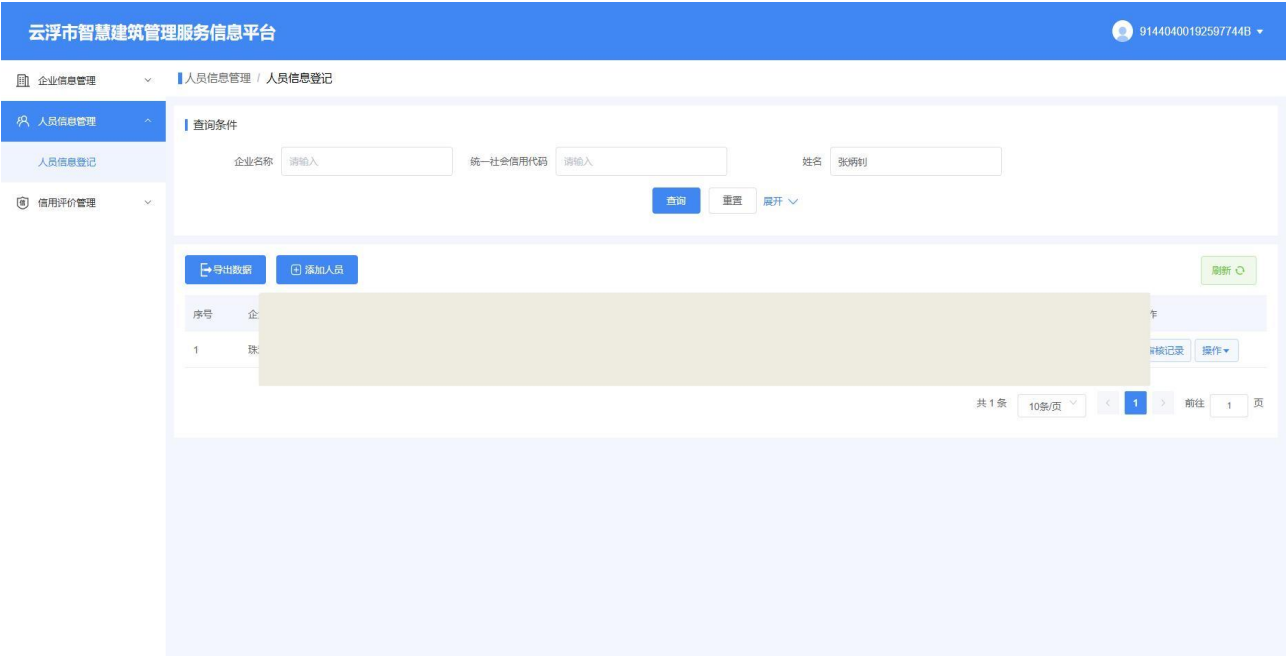 云浮市智慧建筑管理服务信息平台
91440400192597744B
企业信息管理
人员信息管理 / 人员信息登记
人员信息管理
查询条件
人员信息登记
企业名称 请输入 统一社会信用代码 请输入 姓名 张炳钊
信用评价管理
查询 重置 展开
导出数据 添加人员 刷新
序号 企 作
1 珠 审核记录 操作
共 1 条 10条/页 1 前往 1 页